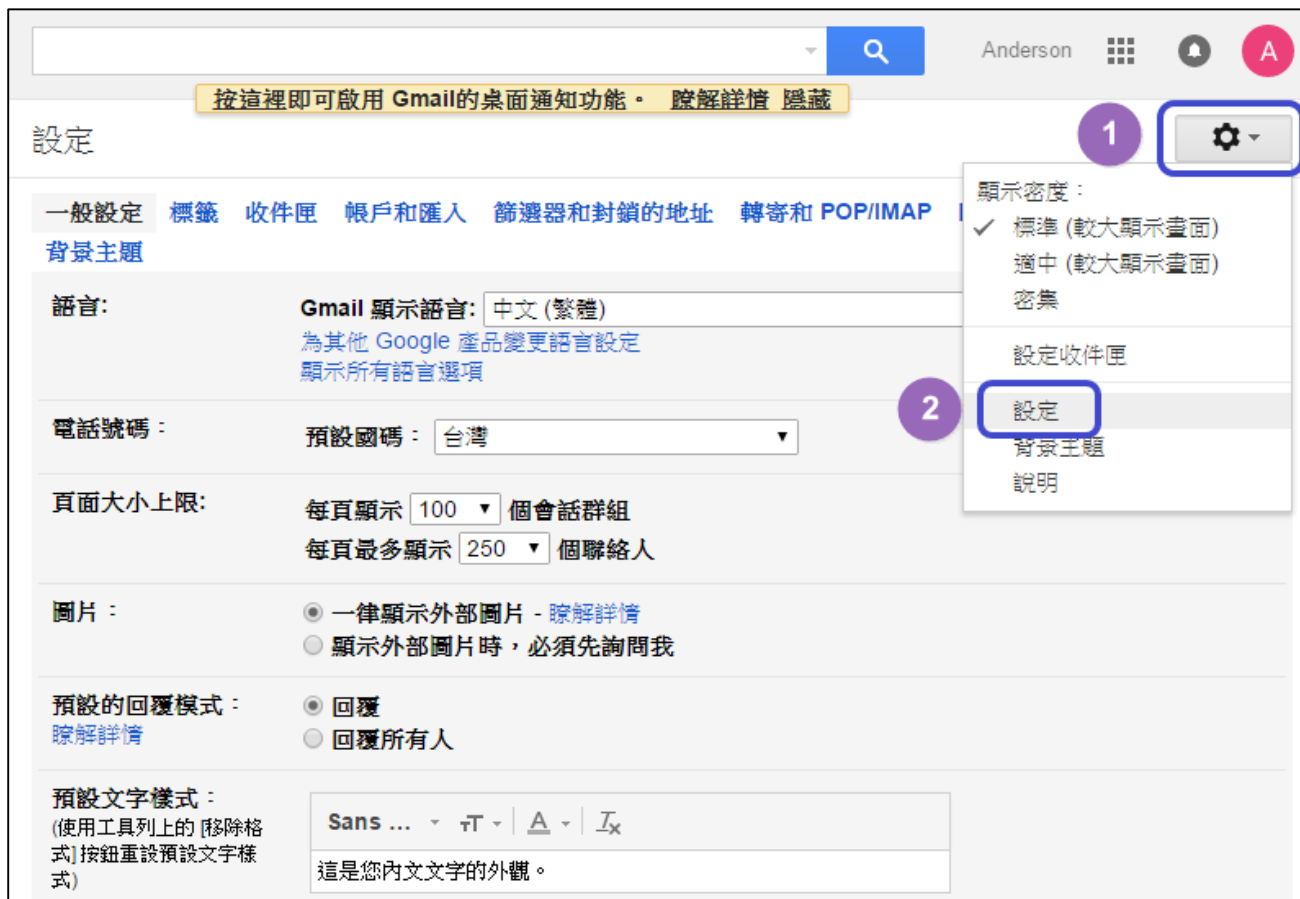 Anderson
A
按這裡即可啟用 Gmail的桌面通知功能。 瞭解詳情 隱藏
設定
1
一般設定 標籤 收件匣 帳戶和匯入 篩選器和封鎖的地址 轉寄和 POP/IMAP
背景主題
顯示密度：
✓ 標準 (較大顯示畫面)
適中 (較大顯示畫面)
密集
設定收件匣
2
設定
背景主題
說明
語言: Gmail 顯示語言: 中文 (繁體)
為其他 Google 產品變更語言設定
顯示所有語言選項
電話號碼： 預設國碼： 台灣
頁面大小上限: 每頁顯示 100 個會話群組
每頁最多顯示 250 個聯絡人
圖片： 一律顯示外部圖片 - 瞭解詳情
顯示外部圖片時，必須先詢問我
預設的回覆模式： 回覆
瞭解詳情 回覆所有人
預設文字樣式：
(使用工具列上的 [移除格
式] 按鈕重設預設文字樣
式)
Sans ... TT A Tx
這是您內文文字的外觀。